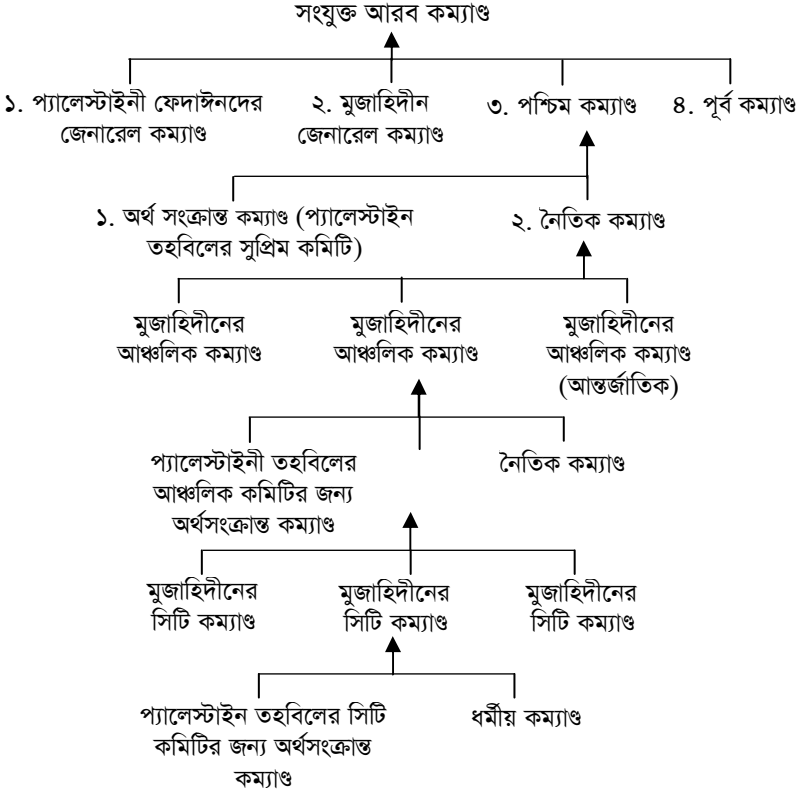 সংযুক্ত আরব কম্যাণ্ড
১. প্যালেস্টাইনী ফেদাঈনদের
জেনারেল কম্যাণ্ড
২. মুজাহিদীন
জেনারেল কম্যাণ্ড
৩. পশ্চিম কম্যাণ্ড
৪. পূর্ব কম্যাণ্ড
১. অর্থ সংক্রান্ত কম্যাণ্ড (প্যালেস্টাইন
তহবিলের সুপ্রিম কমিটি)
২. নৈতিক কম্যাণ্ড
মুজাহিদীনের
আঞ্চলিক কম্যাণ্ড
মুজাহিদীনের
আঞ্চলিক কম্যাণ্ড
মুজাহিদীনের
আঞ্চলিক কম্যাণ্ড
(আন্তর্জাতিক)
প্যালেস্টাইনী তহবিলের
আঞ্চলিক কমিটির জন্য
অর্থসংক্রান্ত কম্যাণ্ড
নৈতিক কম্যাণ্ড
মুজাহিদীনের
সিটি কম্যাণ্ড
মুজাহিদীনের
সিটি কম্যাণ্ড
মুজাহিদীনের
সিটি কম্যাণ্ড
প্যালেস্টাইন তহবিলের সিটি
কমিটির জন্য অর্থসংক্রান্ত
কম্যাণ্ড
ধর্মীয় কম্যাণ্ড